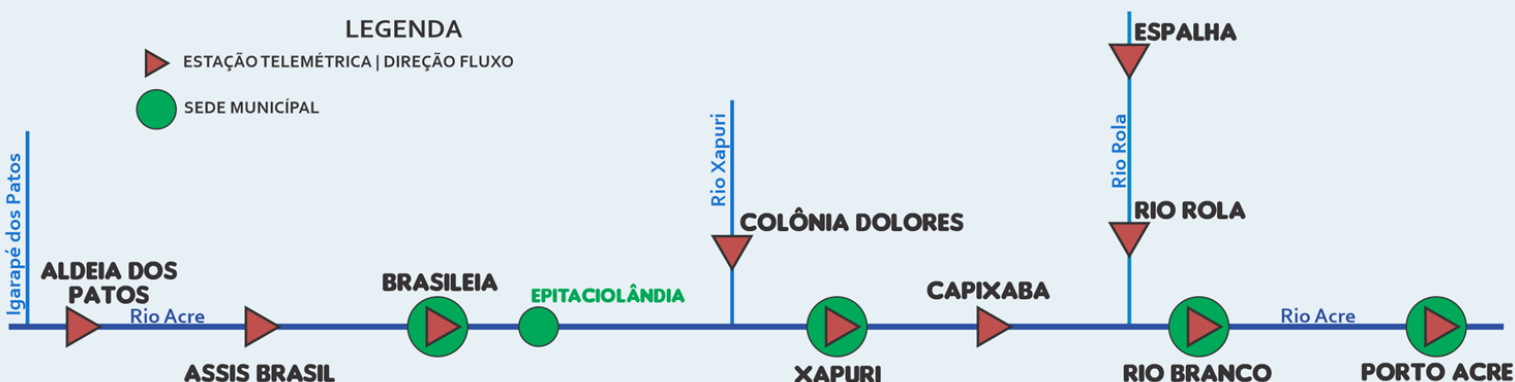 LEGENDA
ESTAÇÃO TELEMÉTRICA | DIREÇÃO FLUXO
SEDE MUNICÍPAL
Igarapé dos Patos
ALDEIA DOS
PATOS
Rio Acre
ASSIS BRASIL
BRASILEIA
EPITACIOLÂNDIA
Rio Xapuri
COLÔNIA DOLORES
XAPURI
CAPIXABA
ESPALHA
Rio Rola
RIO ROLA
RIO BRANCO
Rio Acre
PORTO ACRE